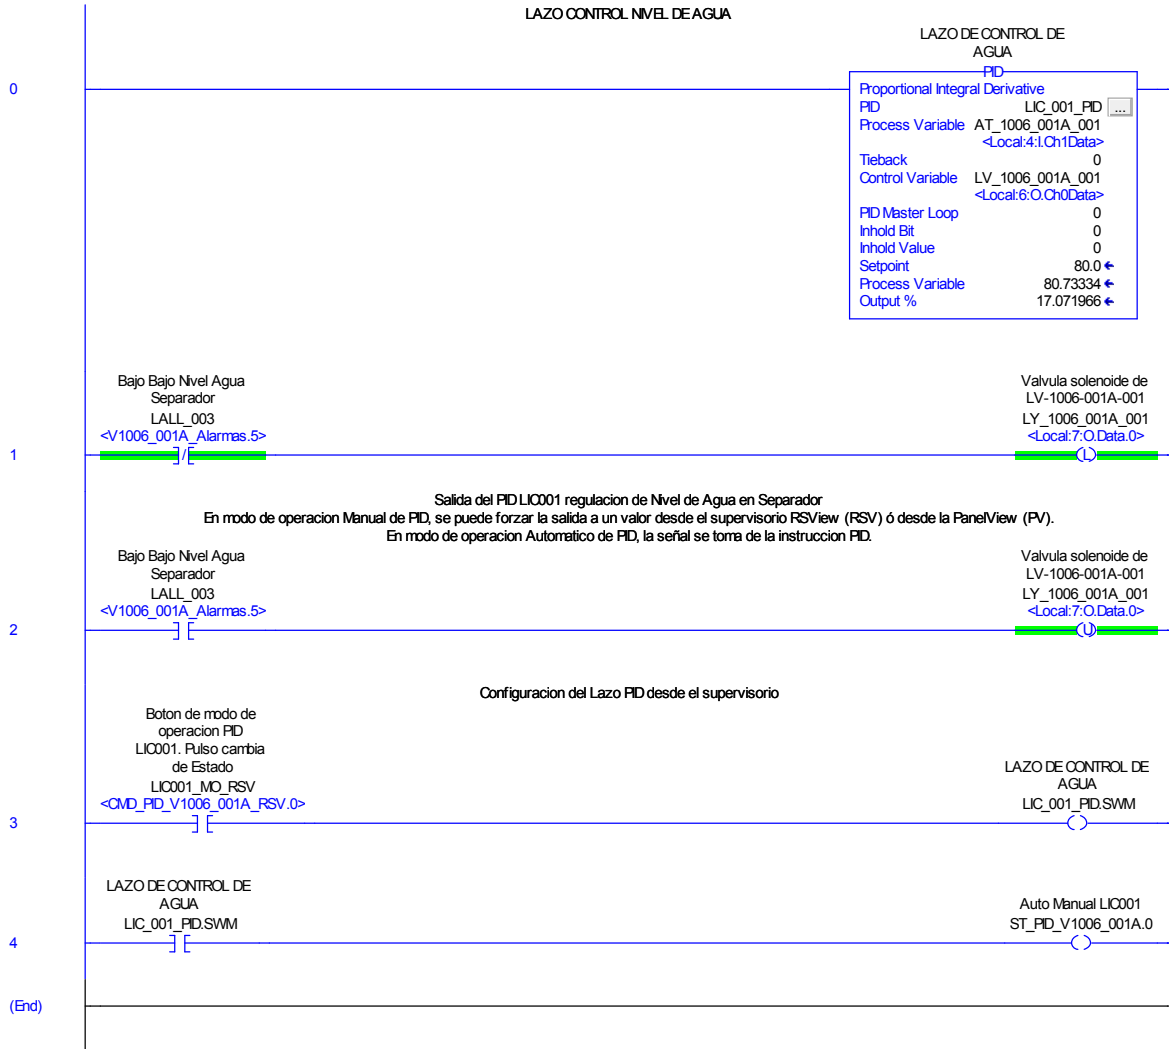 LAZO CONTROL NIVEL DE AGUA
LAZO DE CONTROL DE
AGUA
PID
0
Proportional Integral Derivative
PID LIC_001_PID ...
Process Variable AT_1006_001A_001
<Local:4:I.Ch1Data>
Tieback 0
Control Variable LV_1006_001A_001
<Local:6:O.Ch0Data>
PID Master Loop 0
Inhold Bit 0
Inhold Value 0
Setpoint 80.0
Process Variable 80.73334
Output % 17.071966
Bajo Bajo Nivel Agua
Separador
LALL_003
<V1006_001A_Alarmas.5>
Valvula solenoide de
LV-1006-001A-001
LY_1006_001A_001
<Local:7:O.Data.0>
1
L
Salida del PID LIC001 regulacion de Nivel de Agua en Separador
En modo de operacion Manual de PID, se puede forzar la salida a un valor desde el supervisorio RSView (RSV) ó desde la PanelView (PV).
En modo de operacion Automatico de PID, la señal se toma de la instruccion PID.
Bajo Bajo Nivel Agua
Separador
LALL_003
<V1006_001A_Alarmas.5>
Valvula solenoide de
LV-1006-001A-001
LY_1006_001A_001
<Local:7:O.Data.0>
2
U
Configuracion del Lazo PID desde el supervisorio
Boton de modo de
operacion PID
LIC001. Pulso cambia
de Estado
LIC001_MO_RSV
<CMD_PID_V1006_001A_RSV.0>
LAZO DE CONTROL DE
AGUA
LIC_001_PID.SWM
3
LAZO DE CONTROL DE
AGUA
LIC_001_PID.SWM
Auto Manual LIC001
ST_PID_V1006_001A.0
4
(End)